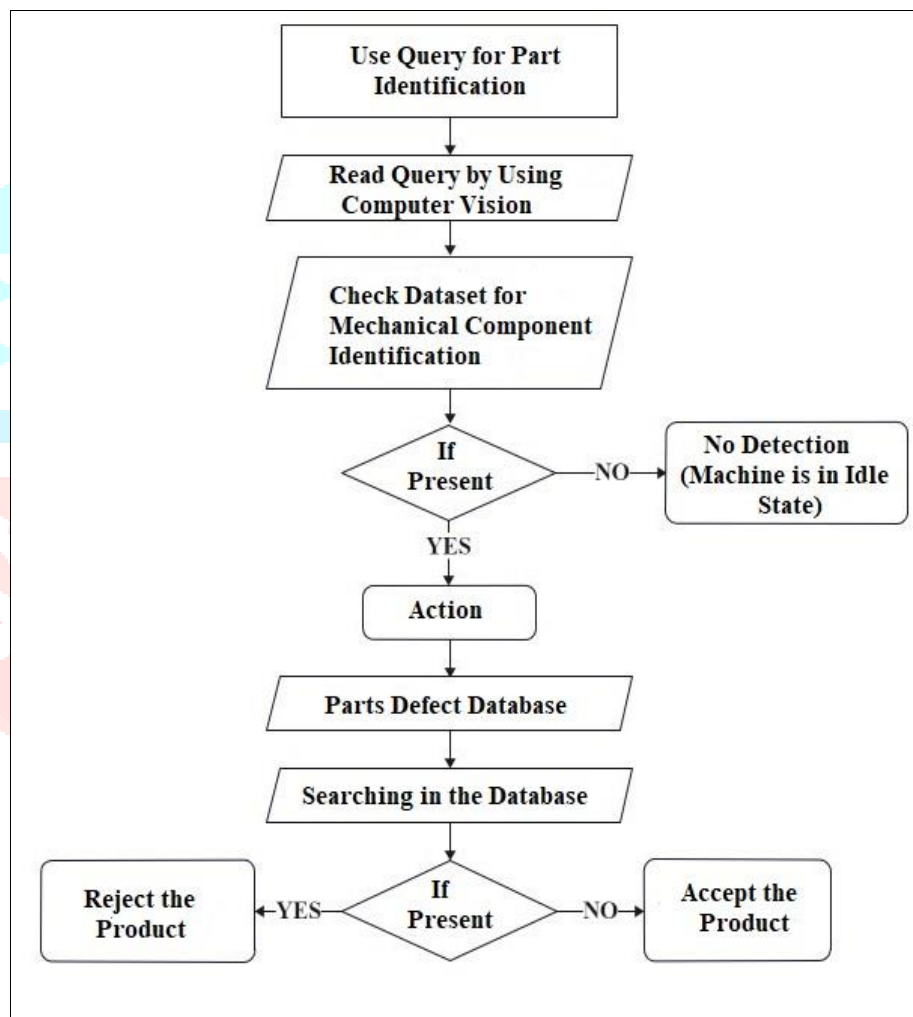 Use Query for Part
Identification
Read Query by Using
Computer Vision
Check Dataset for
Mechanical Component
Identification
If
Present
NO
No Detection
(Machine is in Idle
State)
YES
Action
Parts Defect Database
Searching in the Database
Reject the
Product
YES
If
Present
NO
Accept the
Product